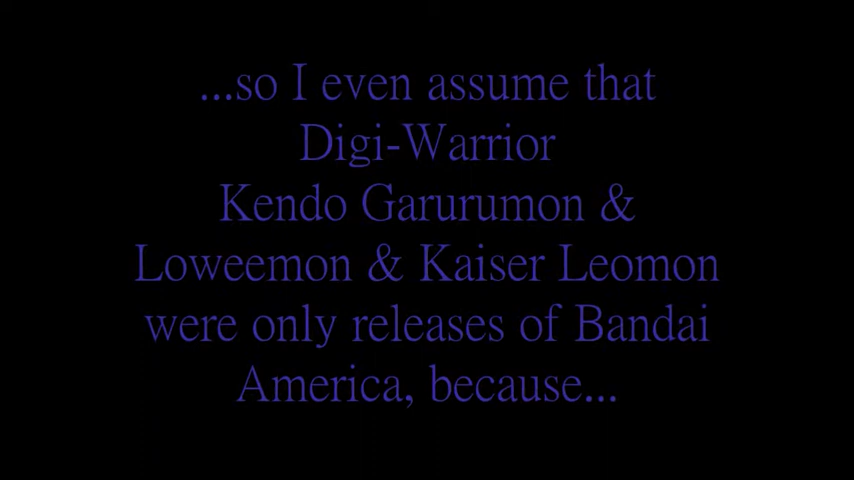 ...so I even assume that
Digi-Warrior
Kendo Garurumon &
Loweemon & Kaiser Leomon
were only releases of Bandai
America, because...